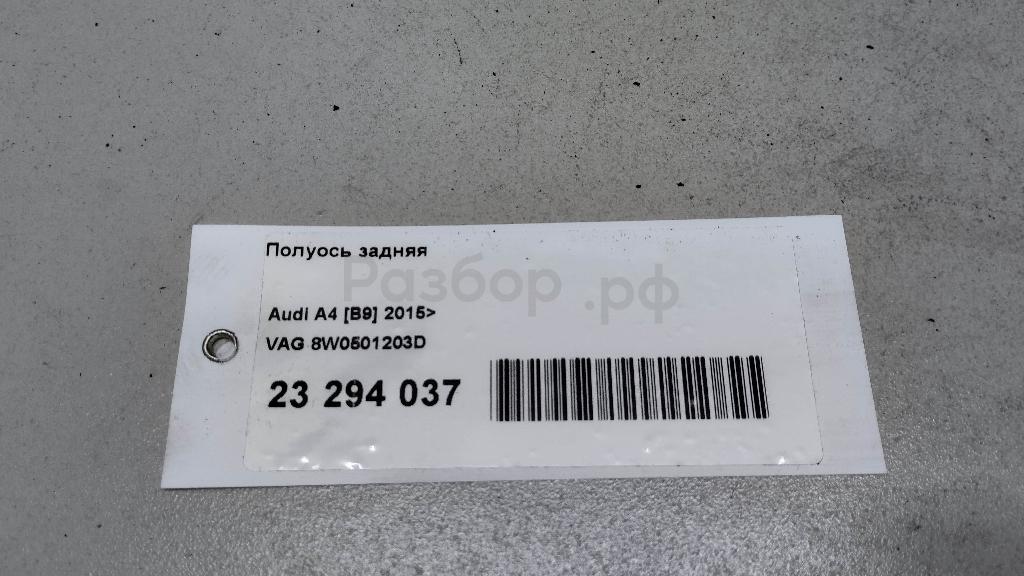 Полуось задняя
Разбор.рф
Audi A4 [B9] 2015>
VAG 8W0501203D
23 294 037